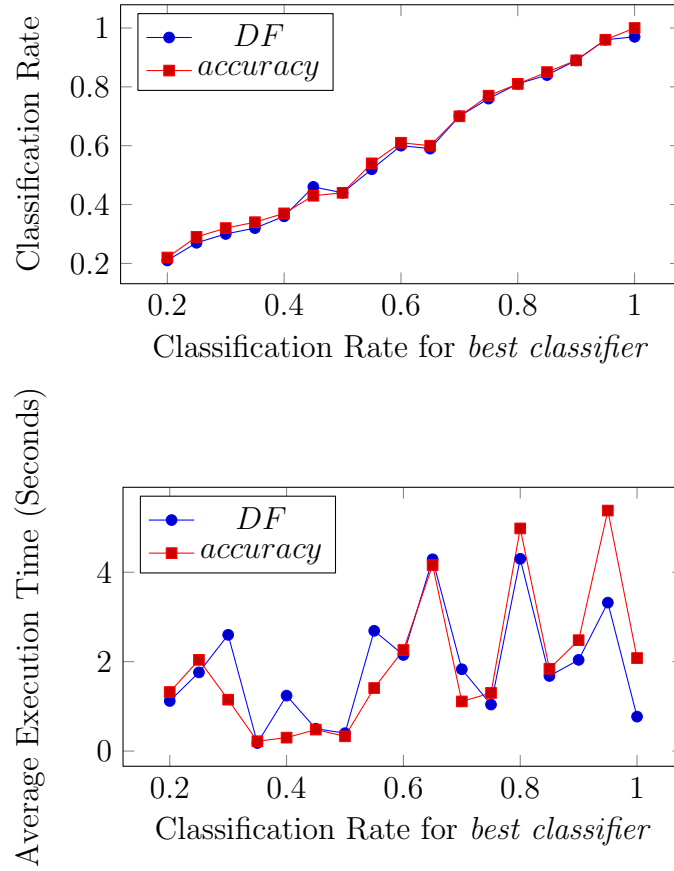 Classification Rate
1
0.8
0.6
0.4
0.2
DF
accuracy
0.2 0.4 0.6 0.8 1
Classification Rate for best classifier
Average Execution Time (Seconds)
4
2
0
DF
accuracy
0.2 0.4 0.6 0.8 1
Classification Rate for best classifier